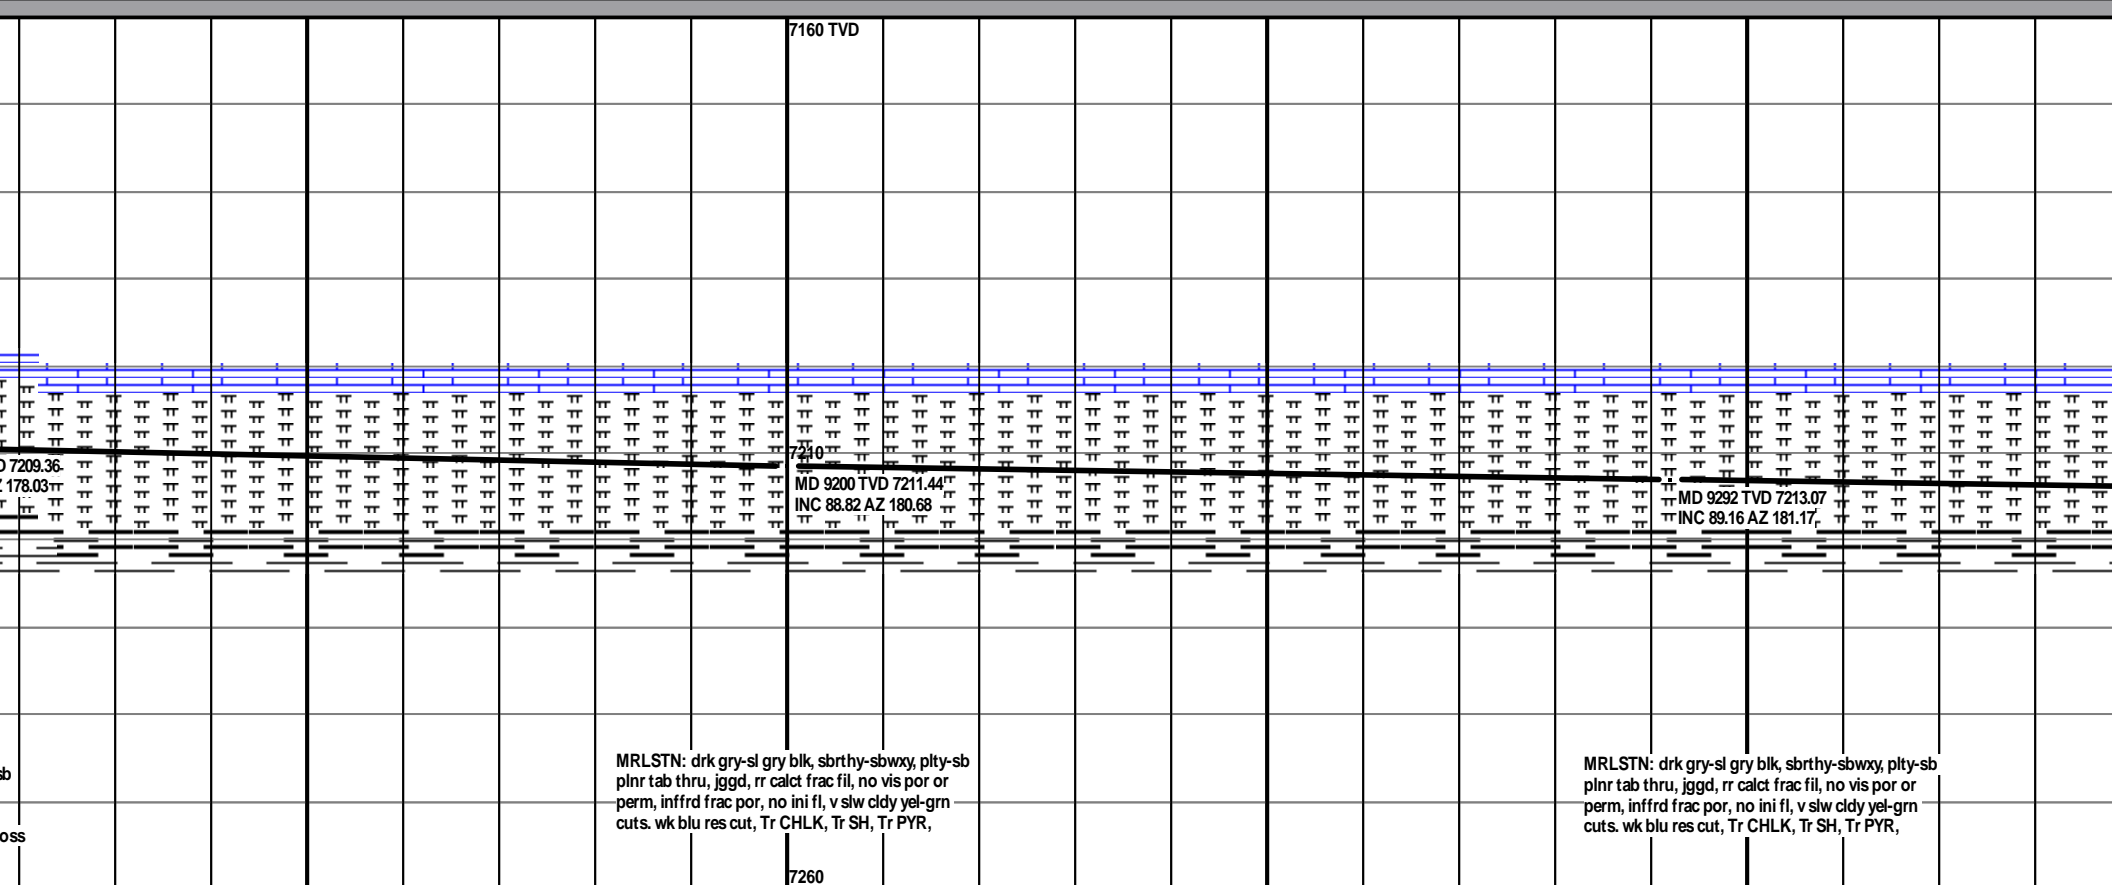 7160 TVD
7210
D 7209.36
Z 178.03
MD 9200 TVD 7211.44
INC 88.82 AZ 180.68
MD 9292 TVD 7213.07
INC 89.16 AZ 181.17
sb
oss
MRLSTN: drk gry-sl gry blk, sbrthy-sbwxy, plty-sb
plnr tab thru, jggd, rr calct frac fil, no vis por or
perm, inffrd frac por, no ini fl, v slw cldy yel-grn
cuts. wk blu res cut, Tr CHLK, Tr SH, Tr PYR,
MRLSTN: drk gry-sl gry blk, sbrthy-sbwxy, plty-sb
plnr tab thru, jggd, rr calct frac fil, no vis por or
perm, inffrd frac por, no ini fl, v slw cldy yel-grn
cuts. wk blu res cut, Tr CHLK, Tr SH, Tr PYR,
7260